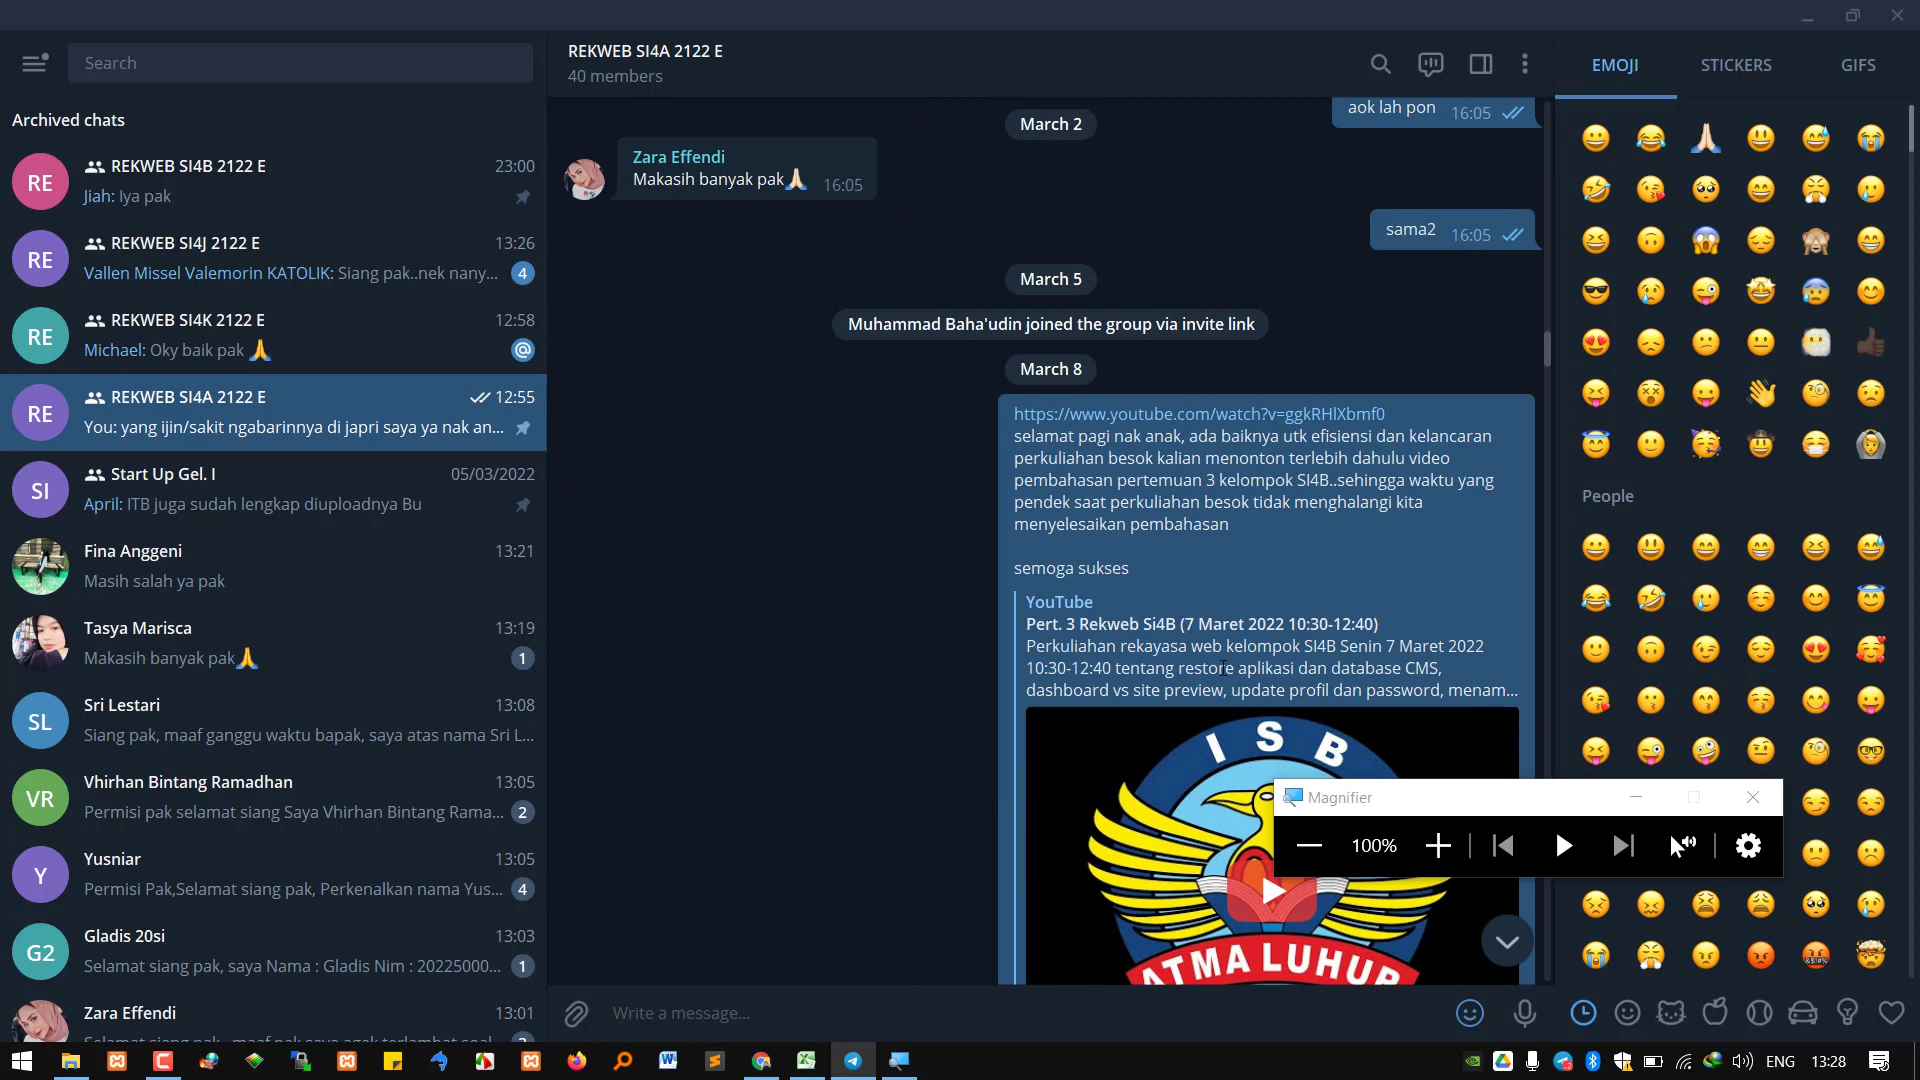 Search
Archived chats
RE
REKWEB SI4B 2122 E
23:00
Jiah: Iya pak
RE
REKWEB SI4J 2122 E
13:26
Vallen Missel Valemorin KATOLIK: Siang pak..nek nany...
4
RE
REKWEB SI4K 2122 E
12:58
Michael: Oky baik pak 🙏
@
RE
REKWEB SI4A 2122 E
12:55
You: yang ijin/sakit ngabarinnya di japri saya ya nak an...
SI
Start Up Gel. I
05/03/2022
April: ITB juga sudah lengkap diuploadnya Bu
Fina Anggeni
13:21
Masih salah ya pak
Tasya Marisca
13:19
Makasih banyak pak🙏
1
SL
Sri Lestari
13:08
Siang pak, maaf ganggu waktu bapak, saya atas nama Sri L...
VR
Vhirhan Bintang Ramadhan
13:05
Permisi pak selamat siang Saya Vhirhan Bintang Rama...
2
Y
Yusniar
13:05
Permisi Pak,Selamat siang pak, Perkenalkan nama Yus...
4
G2
Gladis 20si
13:03
Selamat siang pak, saya Nama : Gladis Nim : 20225000...
1
Zara Effendi
13:01
REKWEB SI4A 2122 E
40 members
aok lah pon
16:05
March 2
Zara Effendi
Makasih banyak pak🙏🏻
16:05
sama2
16:05
March 5
Muhammad Baha'udin joined the group via invite link
March 8
https://www.youtube.com/watch?v=ggkRHlXbmf0
selamat pagi nak anak, ada baiknya utk efisiensi dan kelancaran
perkuliahan besok kalian menonton terlebih dahulu video
pembahasan pertemuan 3 kelompok SI4B..sehingga waktu yang
pendek saat perkuliahan besok tidak menghalangi kita
menyelesaikan pembahasan
semoga sukses
YouTube
Pert. 3 Rekweb Si4B (7 Maret 2022 10:30-12:40)
Perkuliahan rekayasa web kelompok SI4B Senin 7 Maret 2022
10:30-12:40 tentang restore aplikasi dan database CMS,
dashboard vs site preview, update profil dan password, menam...
ISB
ATMA LUHUR
Write a message...
EMOJI
STICKERS
GIFS
People
Magnifier
100%
ENG
13:28